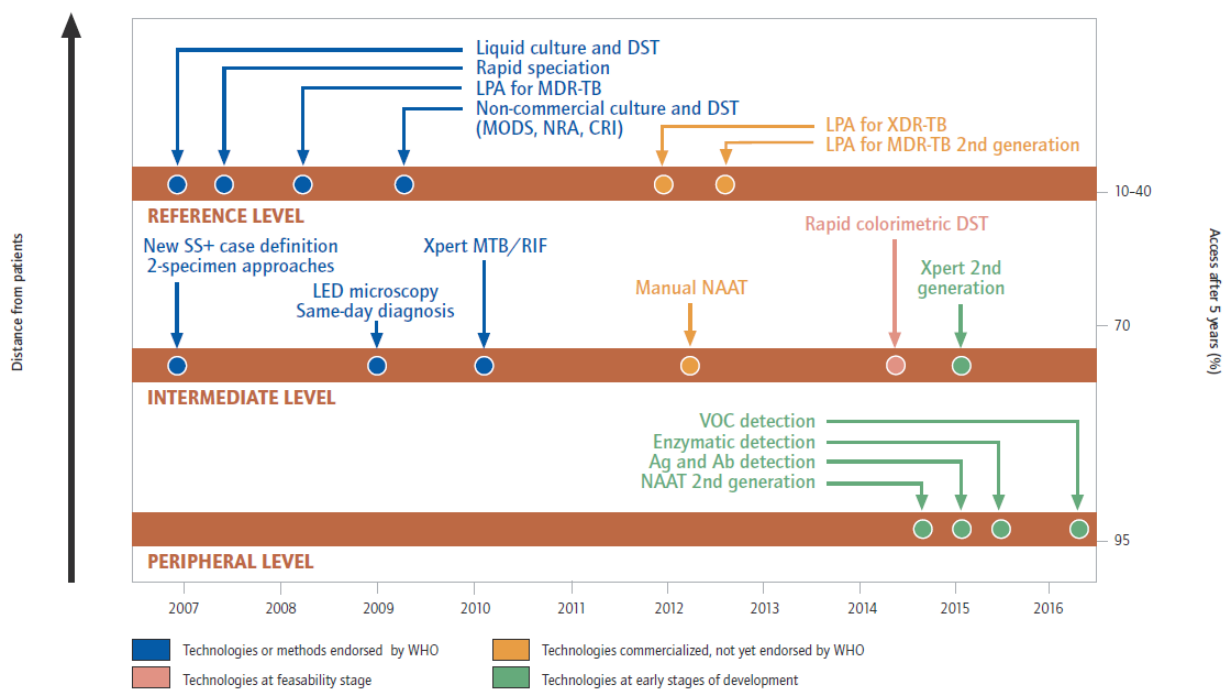 Liquid culture and DST
Rapid speciation
LPA for MDR-TB
Non-commercial culture and DST
(MODS, NRA, CRI)
LPA for XDR-TB
LPA for MDR-TB 2nd generation
10–40
REFERENCE LEVEL
New SS+ case definition
2-specimen approaches
LED microscopy
Same-day diagnosis
Xpert MTB/RIF
Manual NAAT
Rapid colorimetric DST
Xpert 2nd
generation
70
INTERMEDIATE LEVEL
VOC detection
Enzymatic detection
Ag and Ab detection
NAAT 2nd generation
95
PERIPHERAL LEVEL
Distance from patients
Access after 5 years (%)
2007 2008 2009 2010 2011 2012 2013 2014 2015 2016
Technologies or methods endorsed by WHO
Technologies commercialized, not yet endorsed by WHO
Technologies at feasability stage
Technologies at early stages of development